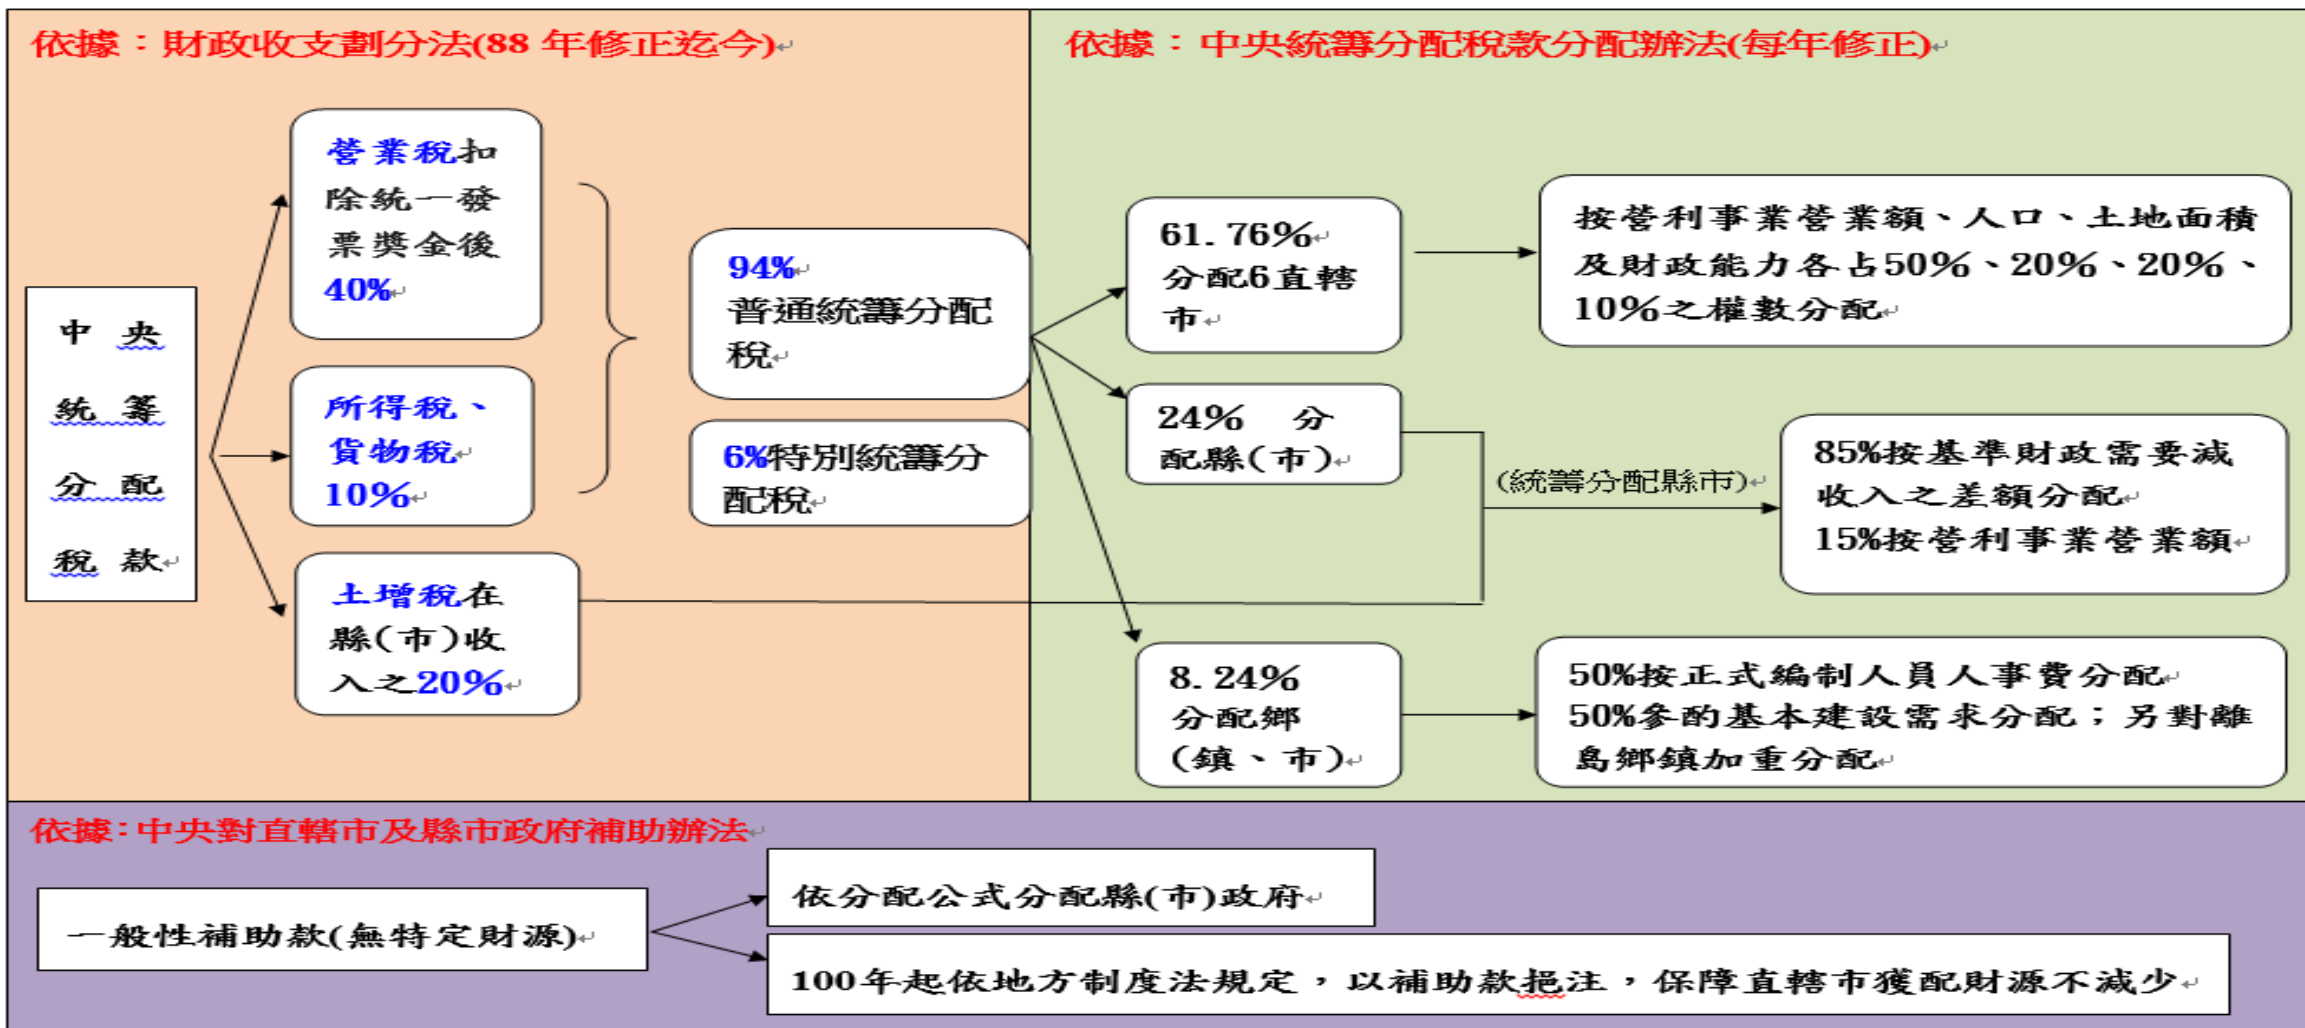 依據：財政收支劃分法(88 年修正迄今)
中央
統籌
分配
稅款
營業稅扣
除統一發
票獎金後
40%
所得稅、
貨物稅
10%
土增稅在
縣(市)收
入之20%
94%
普通統籌分配
稅
6%特別統籌分
配稅
依據：中央統籌分配稅款分配辦法(每年修正)
61.76%
分配6直轄
市
按營利事業營業額、人口、土地面積
及財政能力各占50%、20%、20%、
10%之權數分配
24% 分
配縣(市)
(統籌分配縣市)
85%按基準財政需要減
收入之差額分配
15%按營利事業營業額
8.24%
分配鄉
(鎮、市)
50%按正式編制人員人事費分配
50%參酌基本建設需求分配；另對離
島鄉鎮加重分配
依據:中央對直轄市及縣市政府補助辦法
一般性補助款(無特定財源)
依分配公式分配縣(市)政府
100年起依地方制度法規定，以補助款挹注，保障直轄市獲配財源不減少